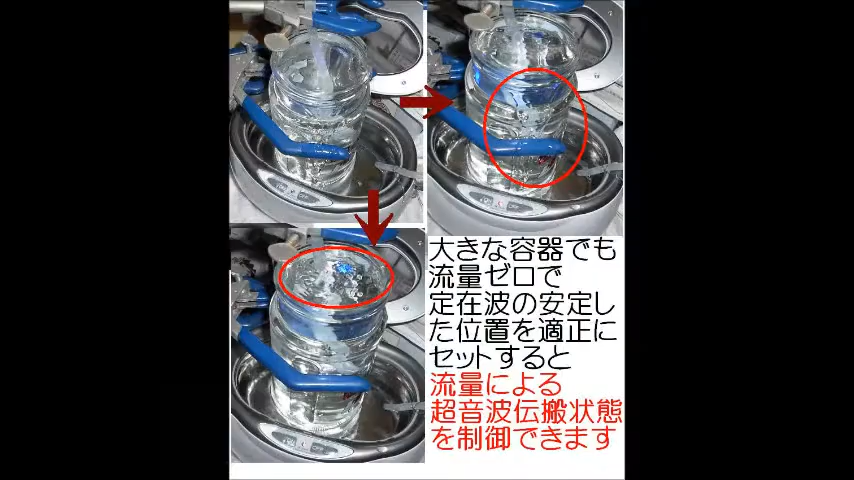 大きな容器でも
流量ゼロで
定在波の安定し
た位置を適正に
セットすると
流量による
超音波伝搬状態
を制御できます